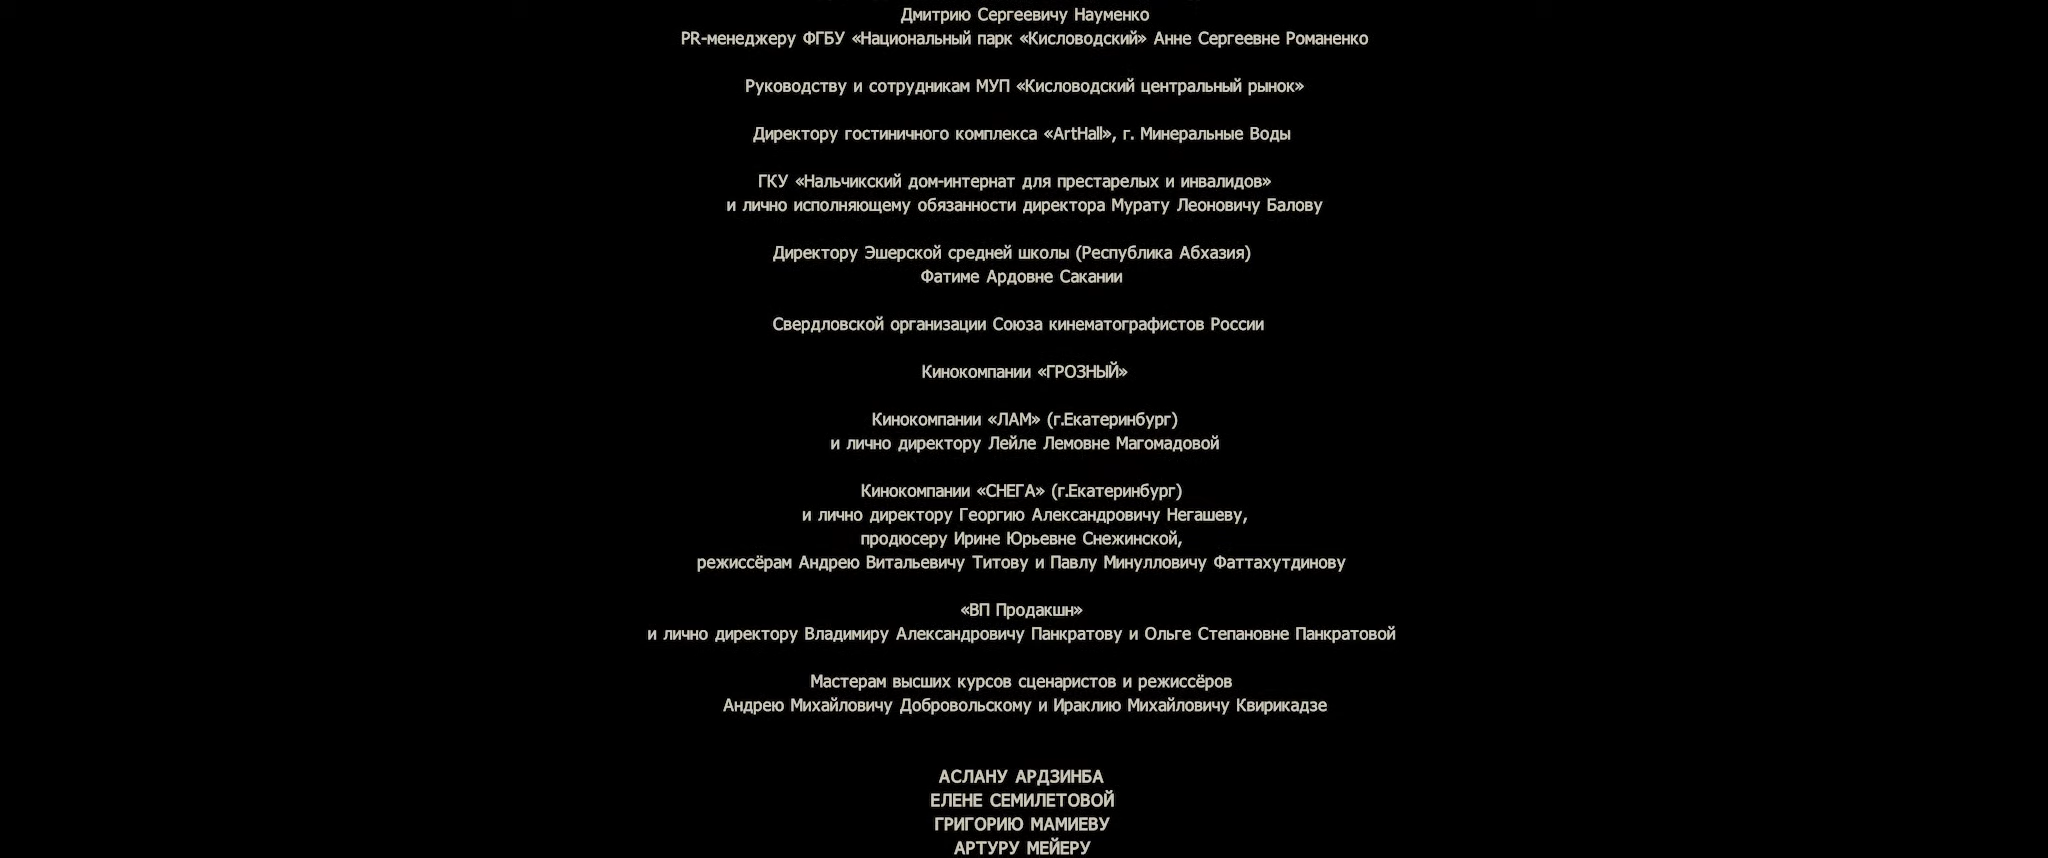 Дмитрию Сергеевичу Науменко
PR-менеджеру ФГБУ «Национальный парк «Кисловодский» Анне Сергеевне Романенко
Руководству и сотрудникам МУП «Кисловодский центральный рынок»
Директору гостиничного комплекса «ArtHall», г. Минеральные Воды
ГКУ «Нальчикский дом-интернат для престарелых и инвалидов»
и лично исполняющему обязанности директора Мурату Леоновичу Балову
Директору Эшерской средней школы (Республика Абхазия)
Фатиме Ардовне Сакании
Свердловской организации Союза кинематографистов России
Кинокомпании «ГРОЗНЫЙ»
Кинокомпании «ЛАМ» (г.Екатеринбург)
и лично директору Лейле Лемовне Магомадовой
Кинокомпании «СНЕГА» (г.Екатеринбург)
и лично директору Георгию Александровичу Негашеву,
продюсеру Ирине Юрьевне Снежинской,
режиссёрам Андрею Витальевичу Титову и Павлу Минулловичу Фаттахутдинову
«ВП Продакшн»
и лично директору Владимиру Александровичу Панкратову и Ольге Степановне Панкратовой
Мастерам высших курсов сценаристов и режиссёров
Андрею Михайловичу Добровольскому и Ираклию Михайловичу Квирикадзе
АСЛАНУ АРДЗИНБА
ЕЛЕНЕ СЕМИЛЕТОВОЙ
ГРИГОРИЮ МАМИЕВУ
АРТУРУ МЕЙЕРУ